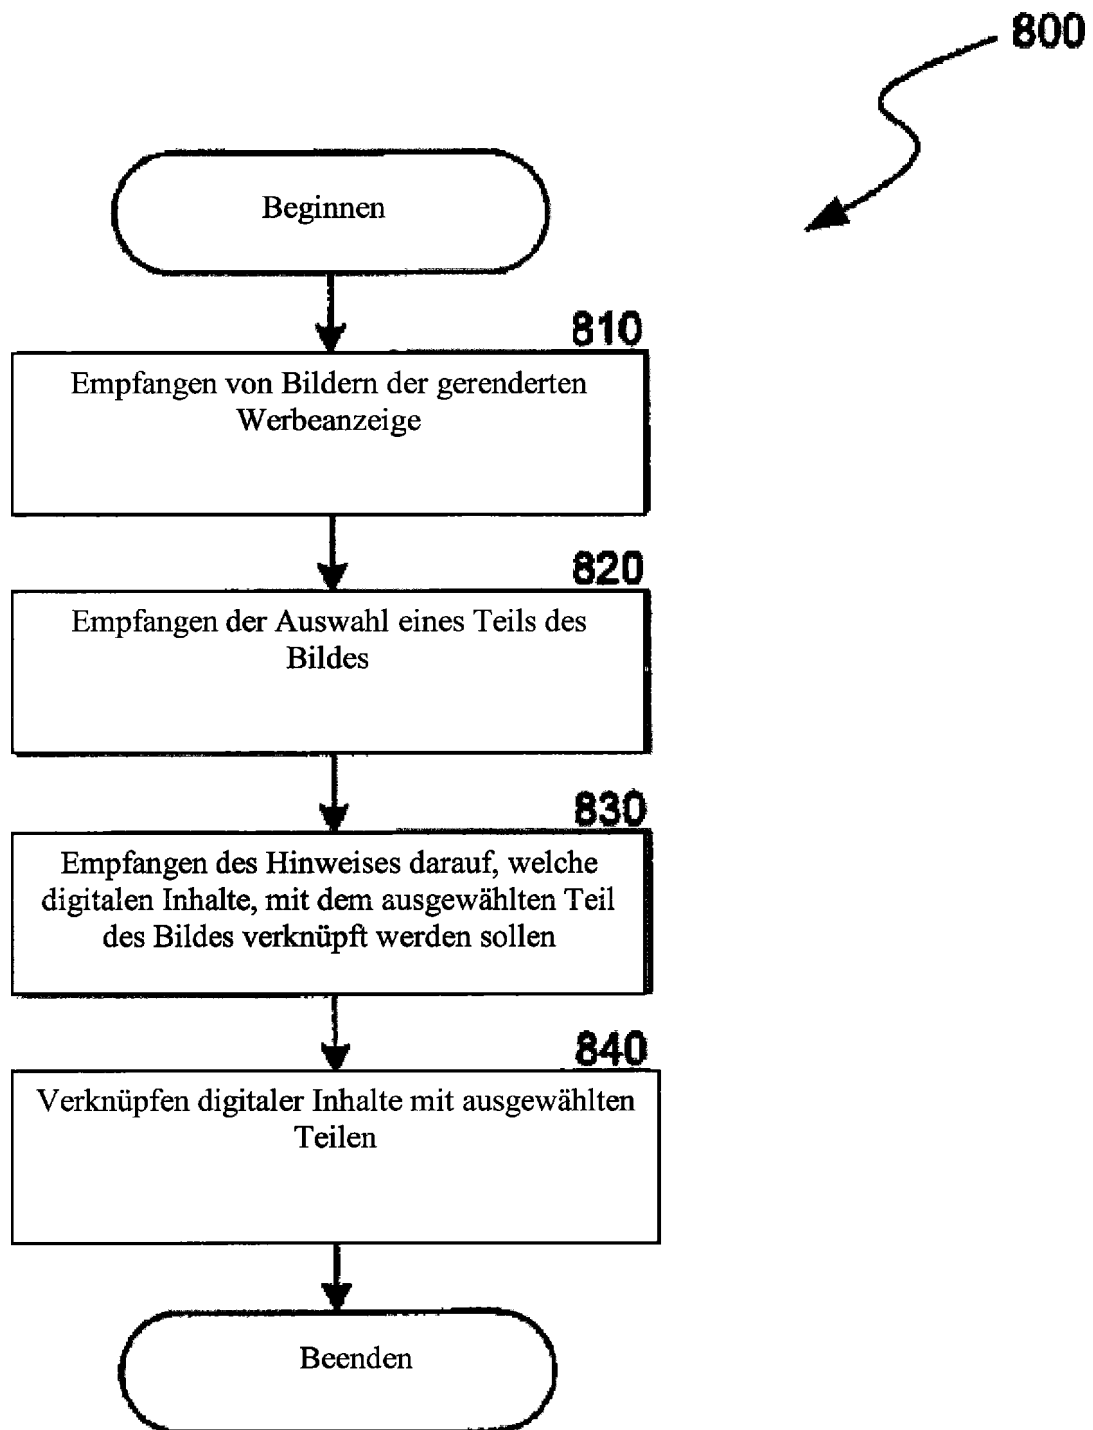 800
Beginnen
810
Empfangen von Bildern der gerenderten
Werbeanzeige
820
Empfangen der Auswahl eines Teils des
Bildes
830
Empfangen des Hinweises darauf, welche
digitalen Inhalte, mit dem ausgewählten Teil
des Bildes verknüpft werden sollen
840
Verknüpfen digitaler Inhalte mit ausgewählten
Teilen
Beenden